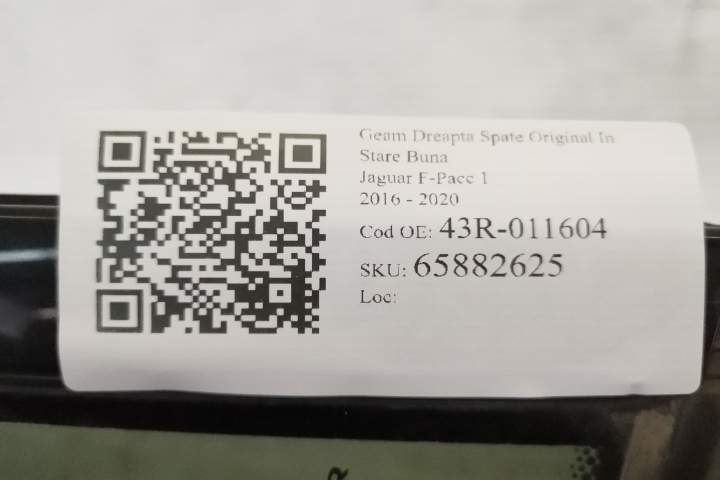 Geam Dreapta Spate Original In
Stare Buna
Jaguar F-Pace 1
2016 - 2020
Cod OE: 43R-011604
SKU: 65882625
Loc:
R